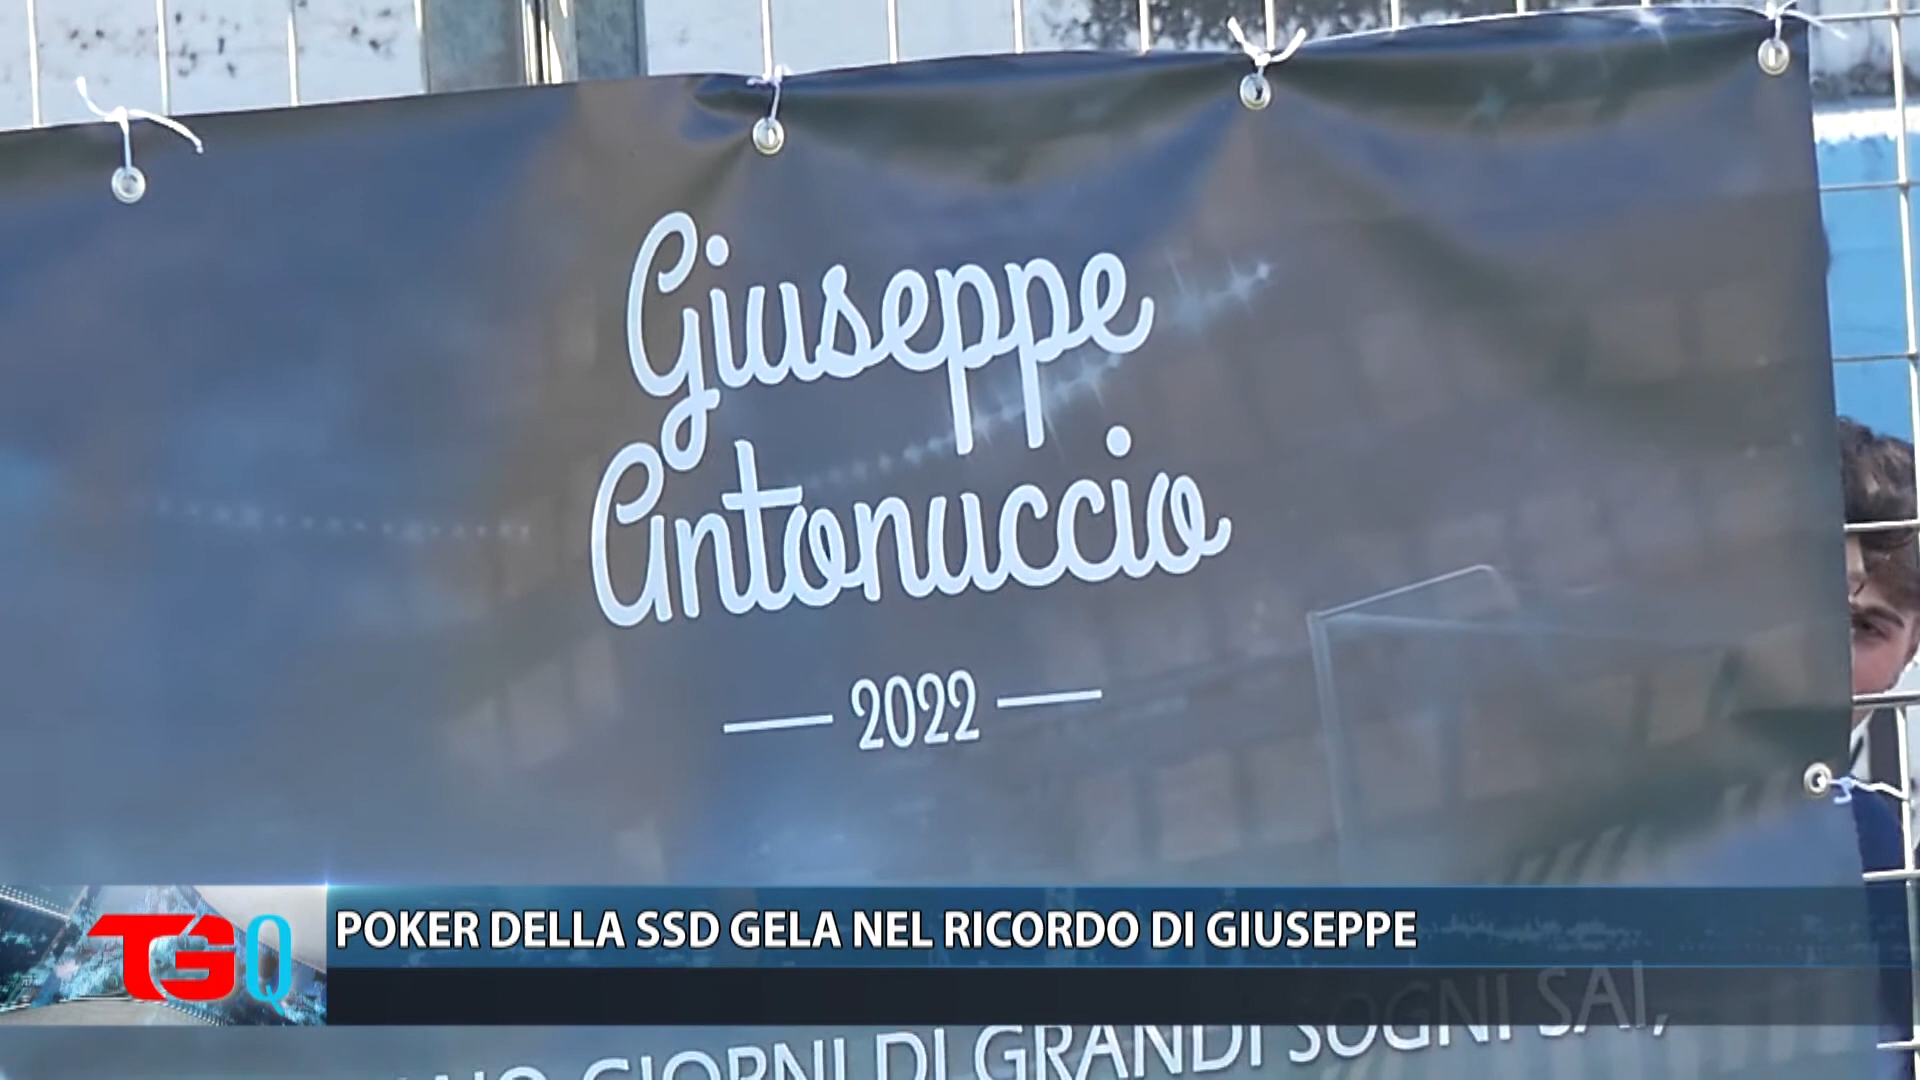 Giuseppe
Antonuccio
— 2022 —
TGQ
POKER DELLA SSD GELA NEL RICORDO DI GIUSEPPE
GIORNI DI GRANDI SOGNI SAI,